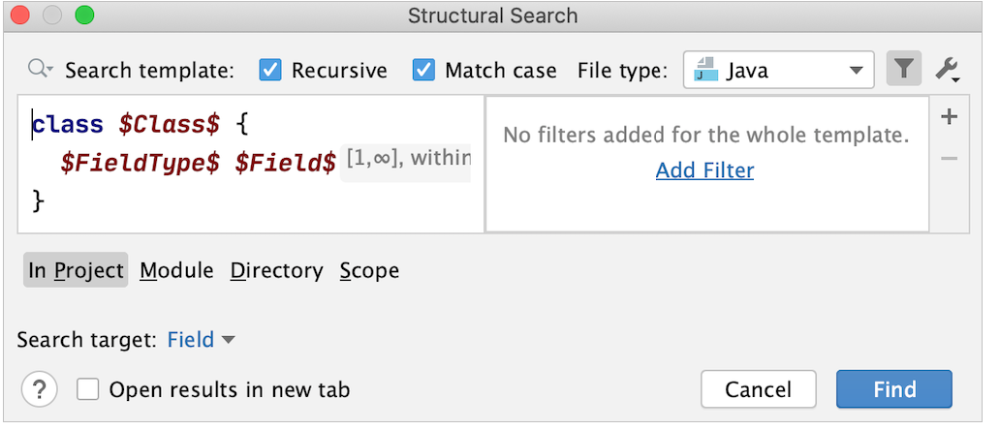 Structural Search
Search template: Recursive Match case File type: Java
class $Class$ {
$FieldType$ $Field$ [1,∞], within
}
No filters added for the whole template.
Add Filter
In Project Module Directory Scope
Search target: Field
? Open results in new tab Cancel Find